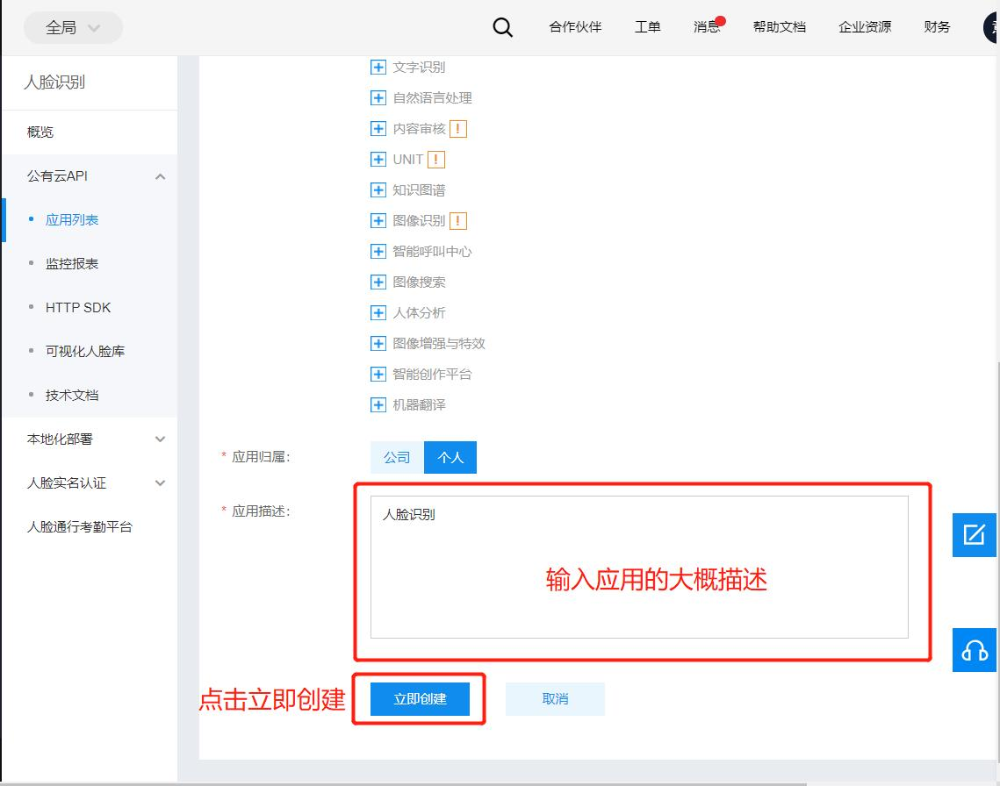 全局
合作伙伴 工单 消息 帮助文档 企业资源 财务
人脸识别
概览
公有云API
应用列表
监控报表
HTTP SDK
可视化人脸库
技术文档
本地化部署
人脸实名认证
人脸通行考勤平台
文字识别
自然语言处理
内容审核 !
UNIT !
知识图谱
图像识别 !
智能呼叫中心
图像搜索
人体分析
图像增强与特效
智能创作平台
机器翻译
* 应用归属: 公司 个人
* 应用描述: 人脸识别
输入应用的大概描述
点击立即创建 立即创建 取消